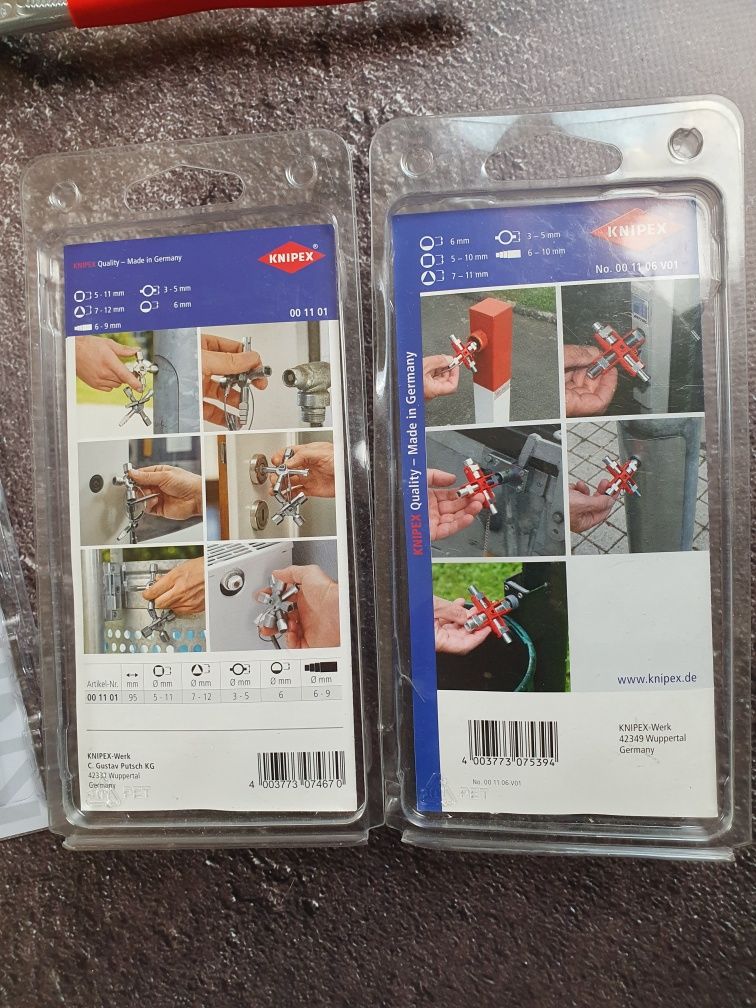 KNIPEX Quality – Made in Germany
KNIPEX®
5 - 11 mm
3 - 5 mm
7 - 12 mm
6 mm
6 - 9 mm
00 11 01
Artikel-Nr.
mm
Ø mm
Ø mm
Ø mm
Ø mm
Ø mm
00 11 01
95
5 - 11
7 - 12
3 - 5
6
6 - 9
KNIPEX-Werk
C. Gustav Putsch KG
42337 Wuppertal
Germany
4 003773 074670
PET
6 mm
3 – 5 mm
5 – 10 mm
6 – 10 mm
7 – 11 mm
KNIPEX
No. 00 11 06 V01
KNIPEX Quality – Made in Germany
www.knipex.de
4 003773 075394
No. 00 11 06 V01
KNIPEX-Werk
42349 Wuppertal
Germany
PET